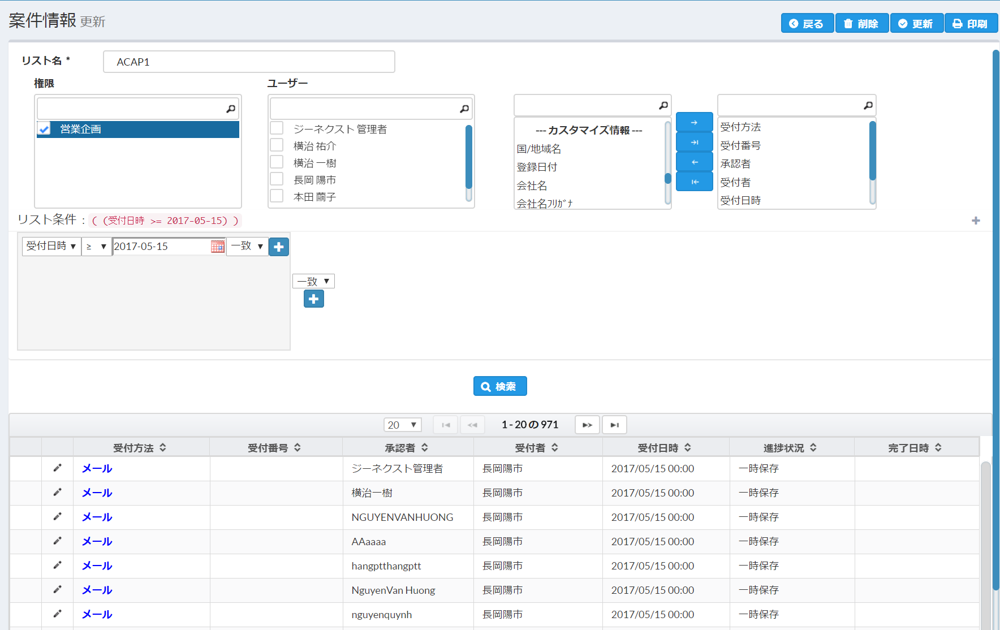 案件情報 更新
戻る 削除 更新 印刷
リスト名 * ACAP1
権限
営業企画
ユーザー
ジーネクスト 管理者
横治 祐介
横治 一樹
長岡 陽市
本田 繭子
--- カスタマイズ情報 ---
国/地域名
登録日付
会社名
会社名ﾌﾘｶﾞﾅ
受付方法
受付番号
承認者
受付者
受付日時
リスト条件 : ( (受付日時 >= 2017-05-15) )
受付日時 ≥ 2017-05-15 一致
一致
検索
20 1 - 20 の 971
受付方法 受付番号 承認者 受付者 受付日時 進捗状況 完了日時
メール ジーネクスト管理者 長岡陽市 2017/05/15 00:00 一時保存
メール 横治一樹 長岡陽市 2017/05/15 00:00 一時保存
メール NGUYENVANHUONG 長岡陽市 2017/05/15 00:00 一時保存
メール AAaaaa 長岡陽市 2017/05/15 00:00 一時保存
メール hangptthangptt 長岡陽市 2017/05/15 00:00 一時保存
メール NguyenVan Huong 長岡陽市 2017/05/15 00:00 一時保存
メール nguyenquynh 長岡陽市 2017/05/15 00:00 一時保存